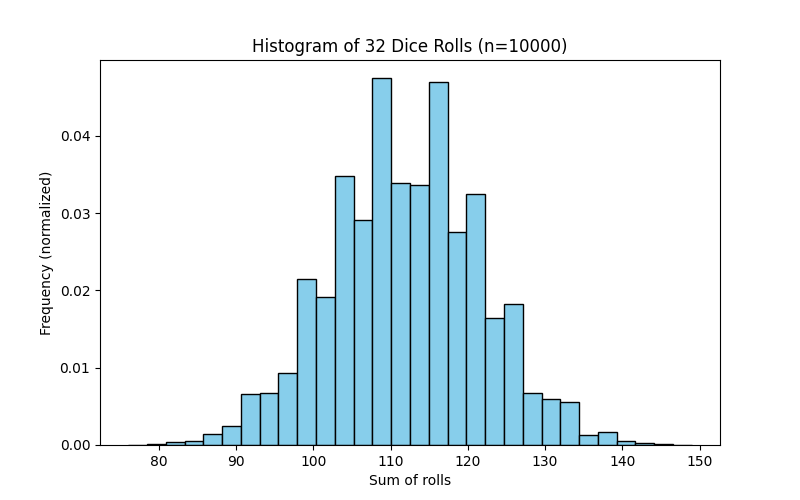 Histogram of 32 Dice Rolls (n=10000)
Frequency (normalized)
0.04
0.03
0.02
0.01
0.00
80 90 100 110 120 130 140 150
Sum of rolls